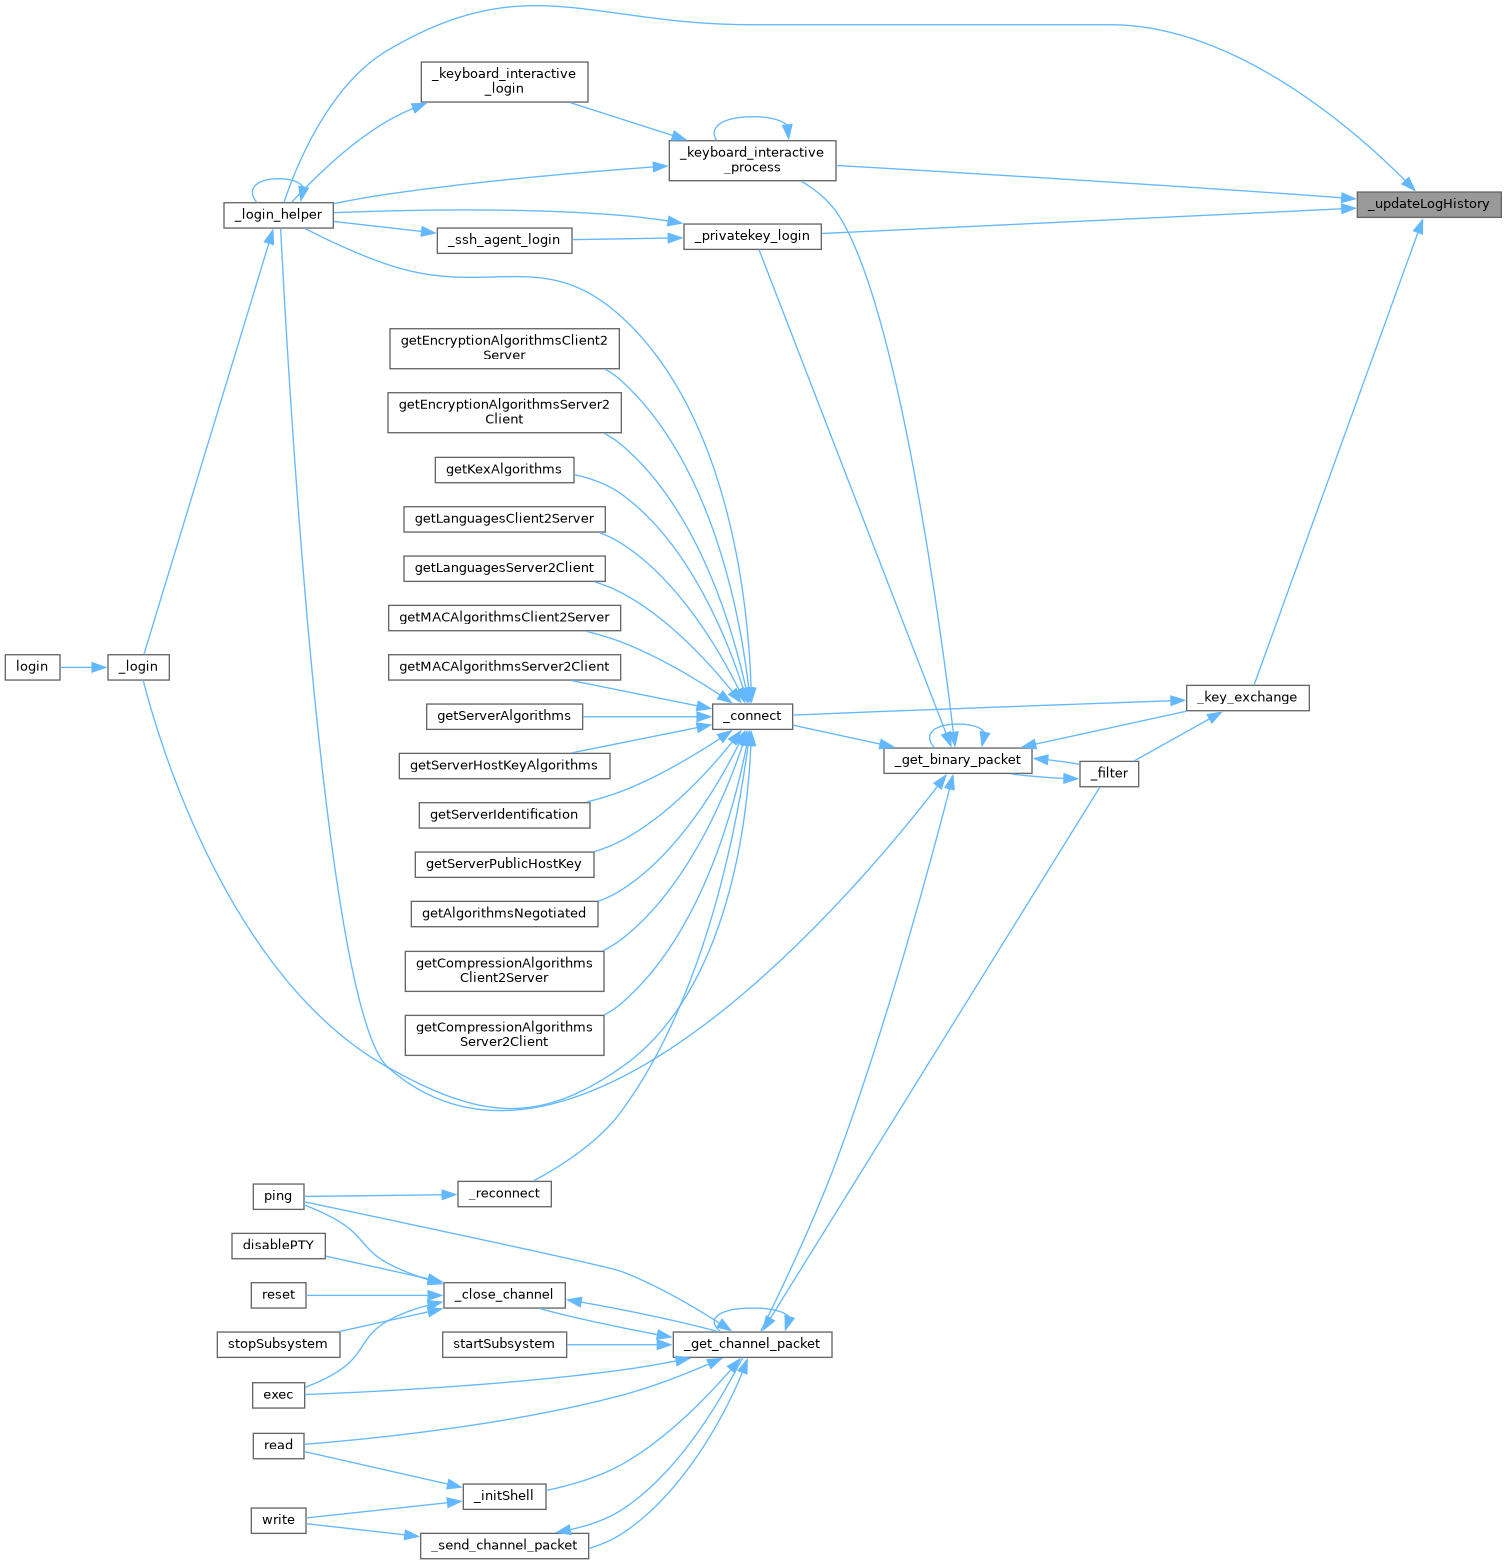 _keyboard_interactive
_login
_keyboard_interactive
_process
_updateLogHistory
_login_helper
_ssh_agent_login
_privatekey_login
getEncryptionAlgorithmsClient2
Server
getEncryptionAlgorithmsServer2
Client
getKexAlgorithms
getLanguagesClient2Server
getLanguagesServer2Client
getMACAlgorithmsClient2Server
login
_login
getMACAlgorithmsServer2Client
_key_exchange
getServerAlgorithms
_connect
getServerHostKeyAlgorithms
_get_binary_packet
_filter
getServerIdentification
getServerPublicHostKey
getAlgorithmsNegotiated
getCompressionAlgorithms
Client2Server
getCompressionAlgorithms
Server2Client
ping
_reconnect
disablePTY
reset
_close_channel
stopSubsystem
startSubsystem
_get_channel_packet
exec
read
_initShell
write
_send_channel_packet